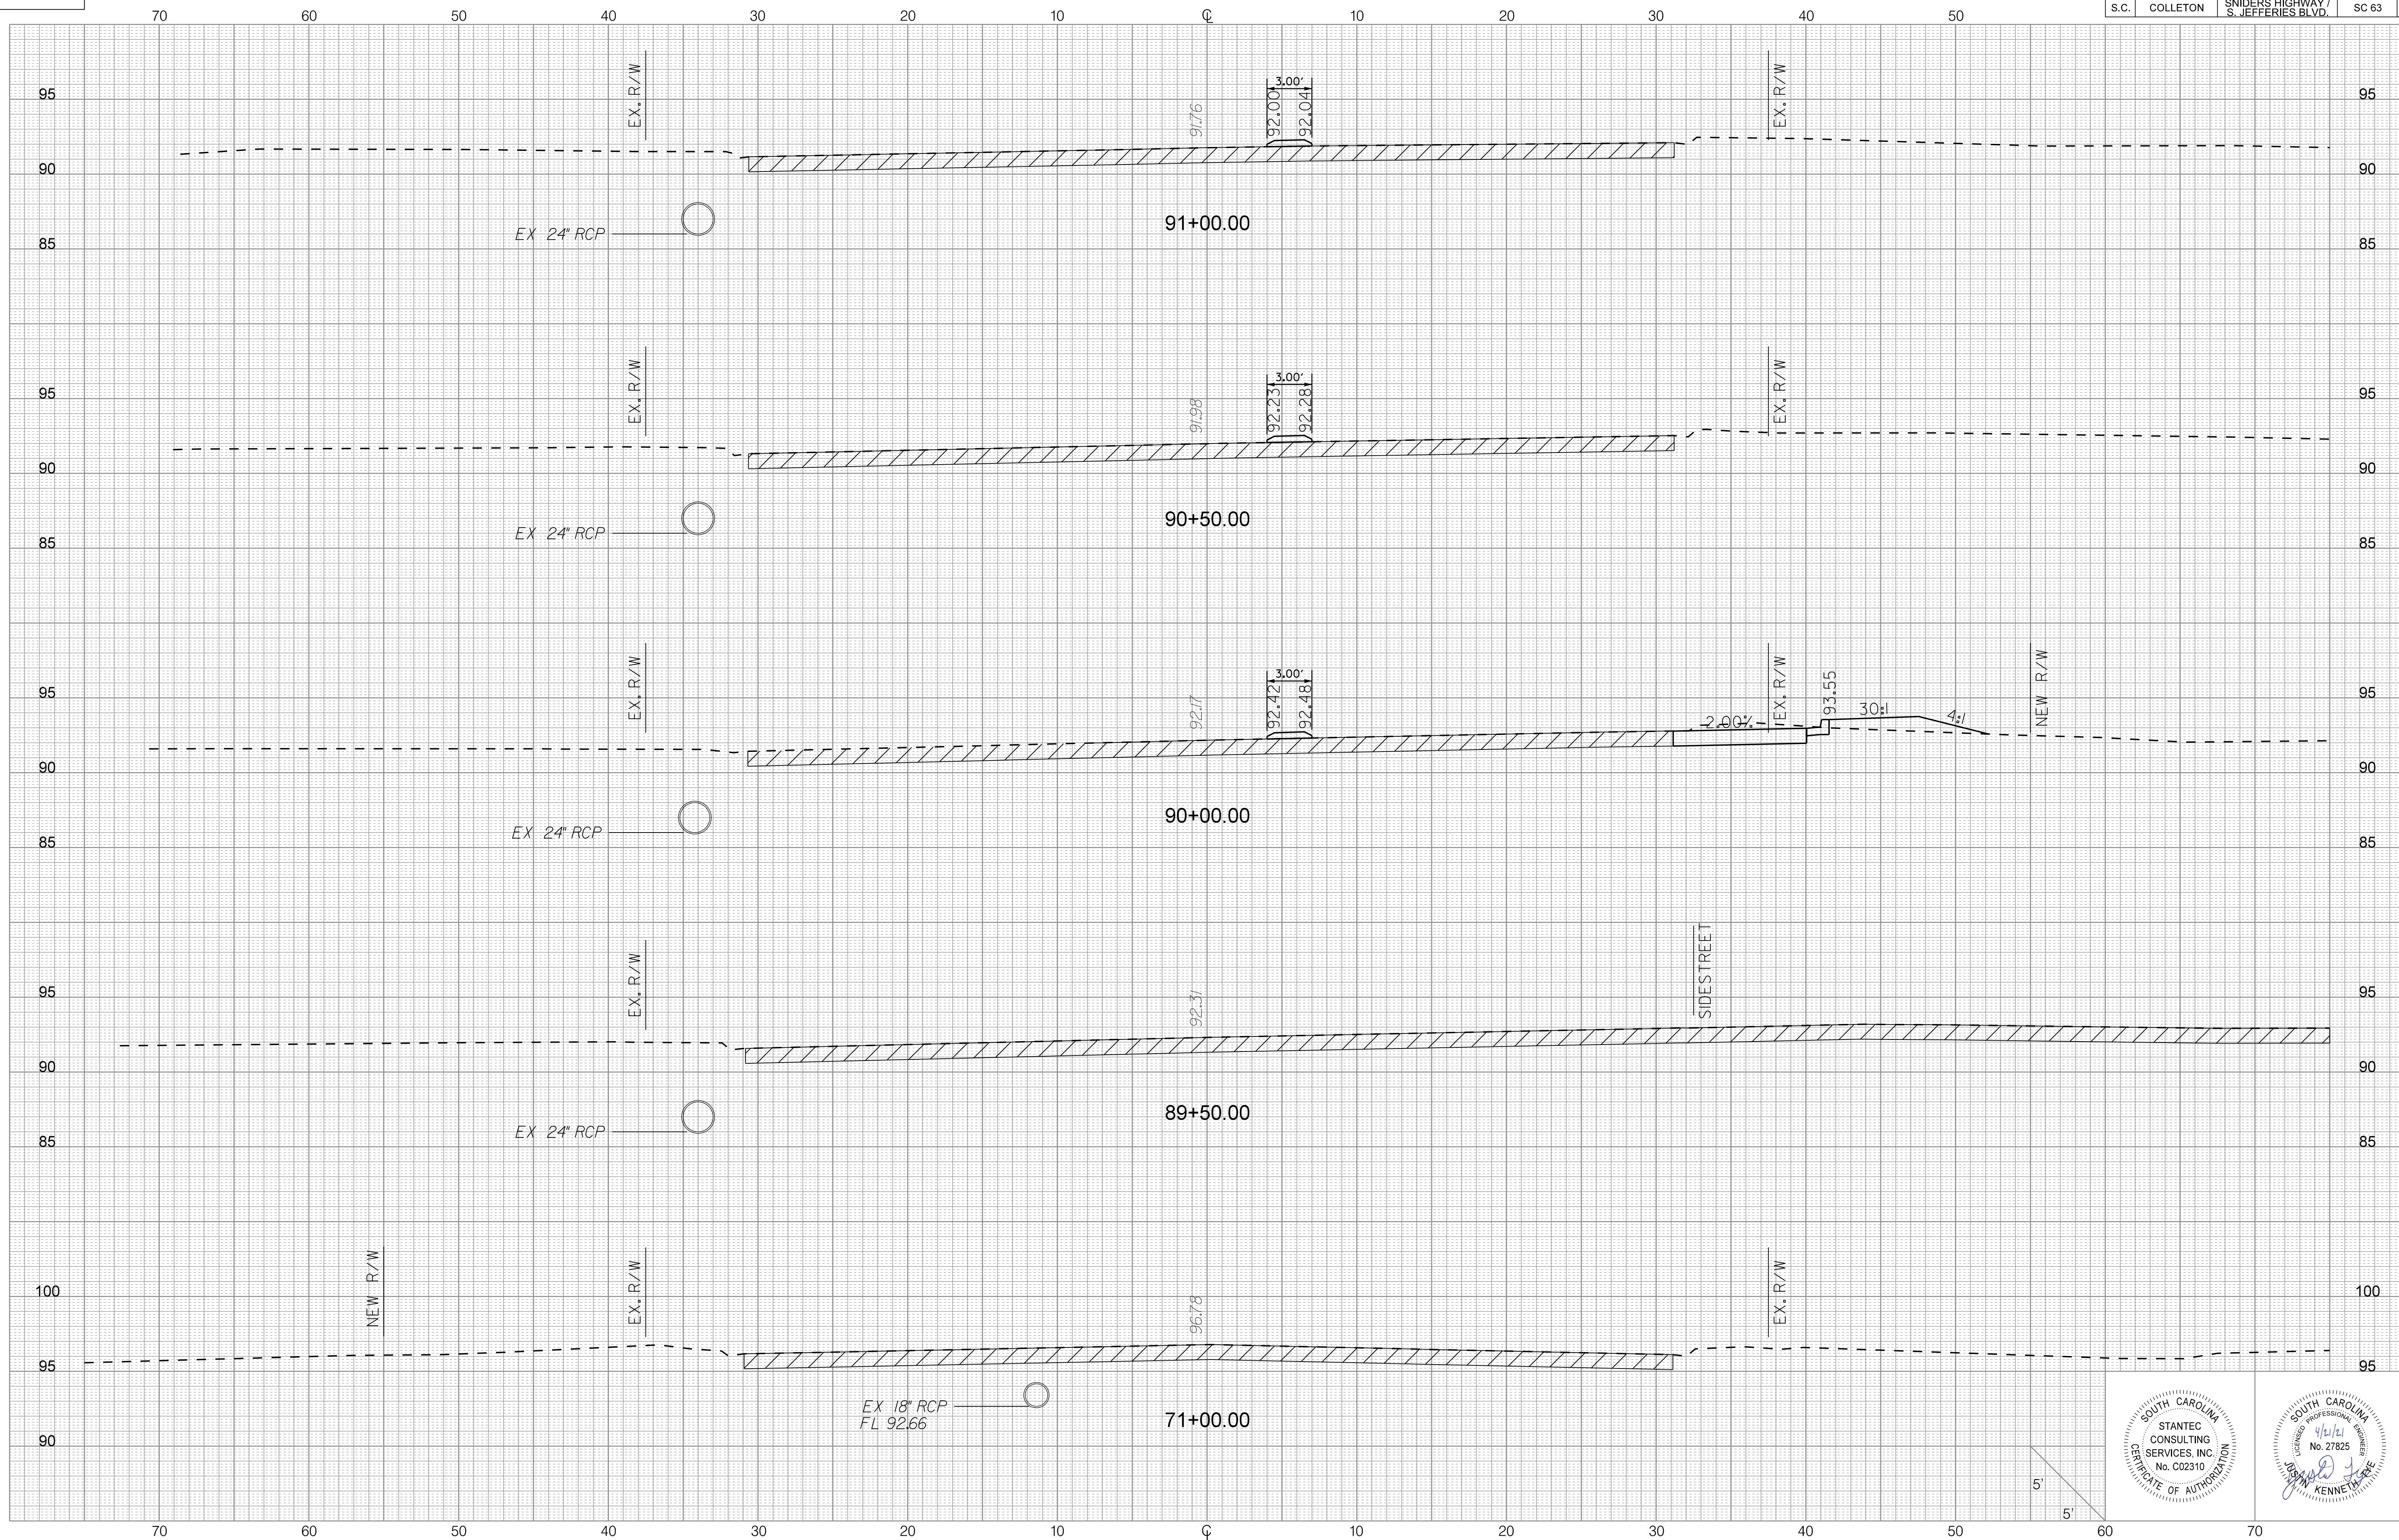 S.C. COLLETON SNIDERS HIGHWAY / S. JEFFERIES BLVD. SC 63
70 60 50 40 30 20 10 ℄ 10 20 30 40 50
EX. R/W
91.76
3.00'
92.00
92.04
EX. R/W
95 95
90 90
EX 24" RCP
91+00.00
85 85
EX. R/W
91.98
3.00'
92.23
92.28
EX. R/W
95 95
90 90
EX 24" RCP
90+50.00
85 85
EX. R/W
92.17
3.00'
92.42
92.48
2.00%
EX. R/W
93.55
30:1
4:1
NEW R/W
95 95
90 90
EX 24" RCP
90+00.00
85 85
EX. R/W
92.31
SIDESTREET
95 95
90 90
EX 24" RCP
89+50.00
85 85
NEW R/W
EX. R/W
96.78
EX. R/W
100 100
95 95
EX 18" RCP
FL 92.66
71+00.00
90
5'
5'
SOUTH CAROLINA
STANTEC
CONSULTING
SERVICES, INC.
No. C02310
CERTIFICATE OF AUTHORIZATION
SOUTH CAROLINA
LICENSED PROFESSIONAL ENGINEER
4/21/21
No. 27825
JUSTIN KENNETH TYE
70 60 50 40 30 20 10 ℄ 10 20 30 40 50 60 70